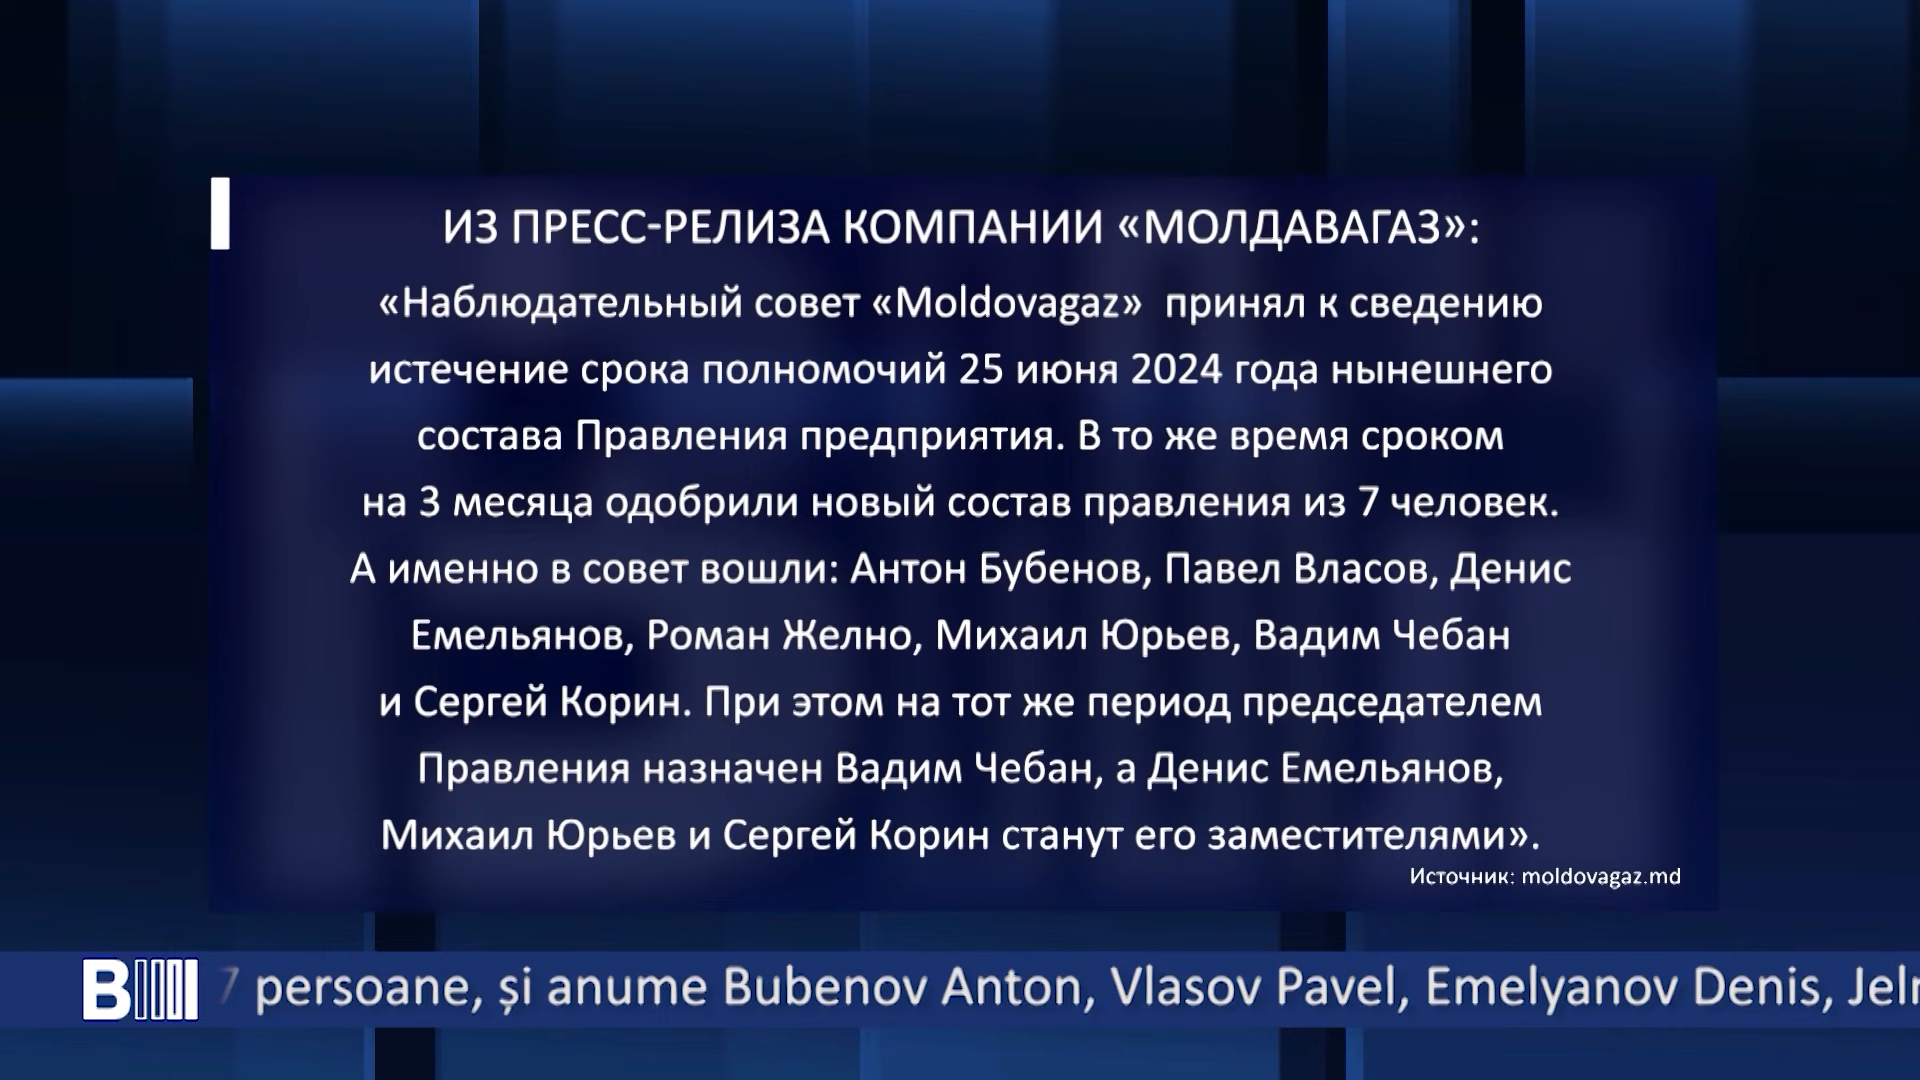 ИЗ ПРЕСС-РЕЛИЗА КОМПАНИИ «МОЛДАВАГАЗ»:
«Наблюдательный совет «Moldovagaz» принял к сведению
истечение срока полномочий 25 июня 2024 года нынешнего
состава Правления предприятия. В то же время сроком
на 3 месяца одобрили новый состав правления из 7 человек.
А именно в совет вошли: Антон Бубенов, Павел Власов, Денис
Емельянов, Роман Желно, Михаил Юрьев, Вадим Чебан
и Сергей Корин. При этом на тот же период председателем
Правления назначен Вадим Чебан, а Денис Емельянов,
Михаил Юрьев и Сергей Корин станут его заместителями».
Источник: moldovagaz.md
B 7 persoane, și anume Bubenov Anton, Vlasov Pavel, Emelyanov Denis,